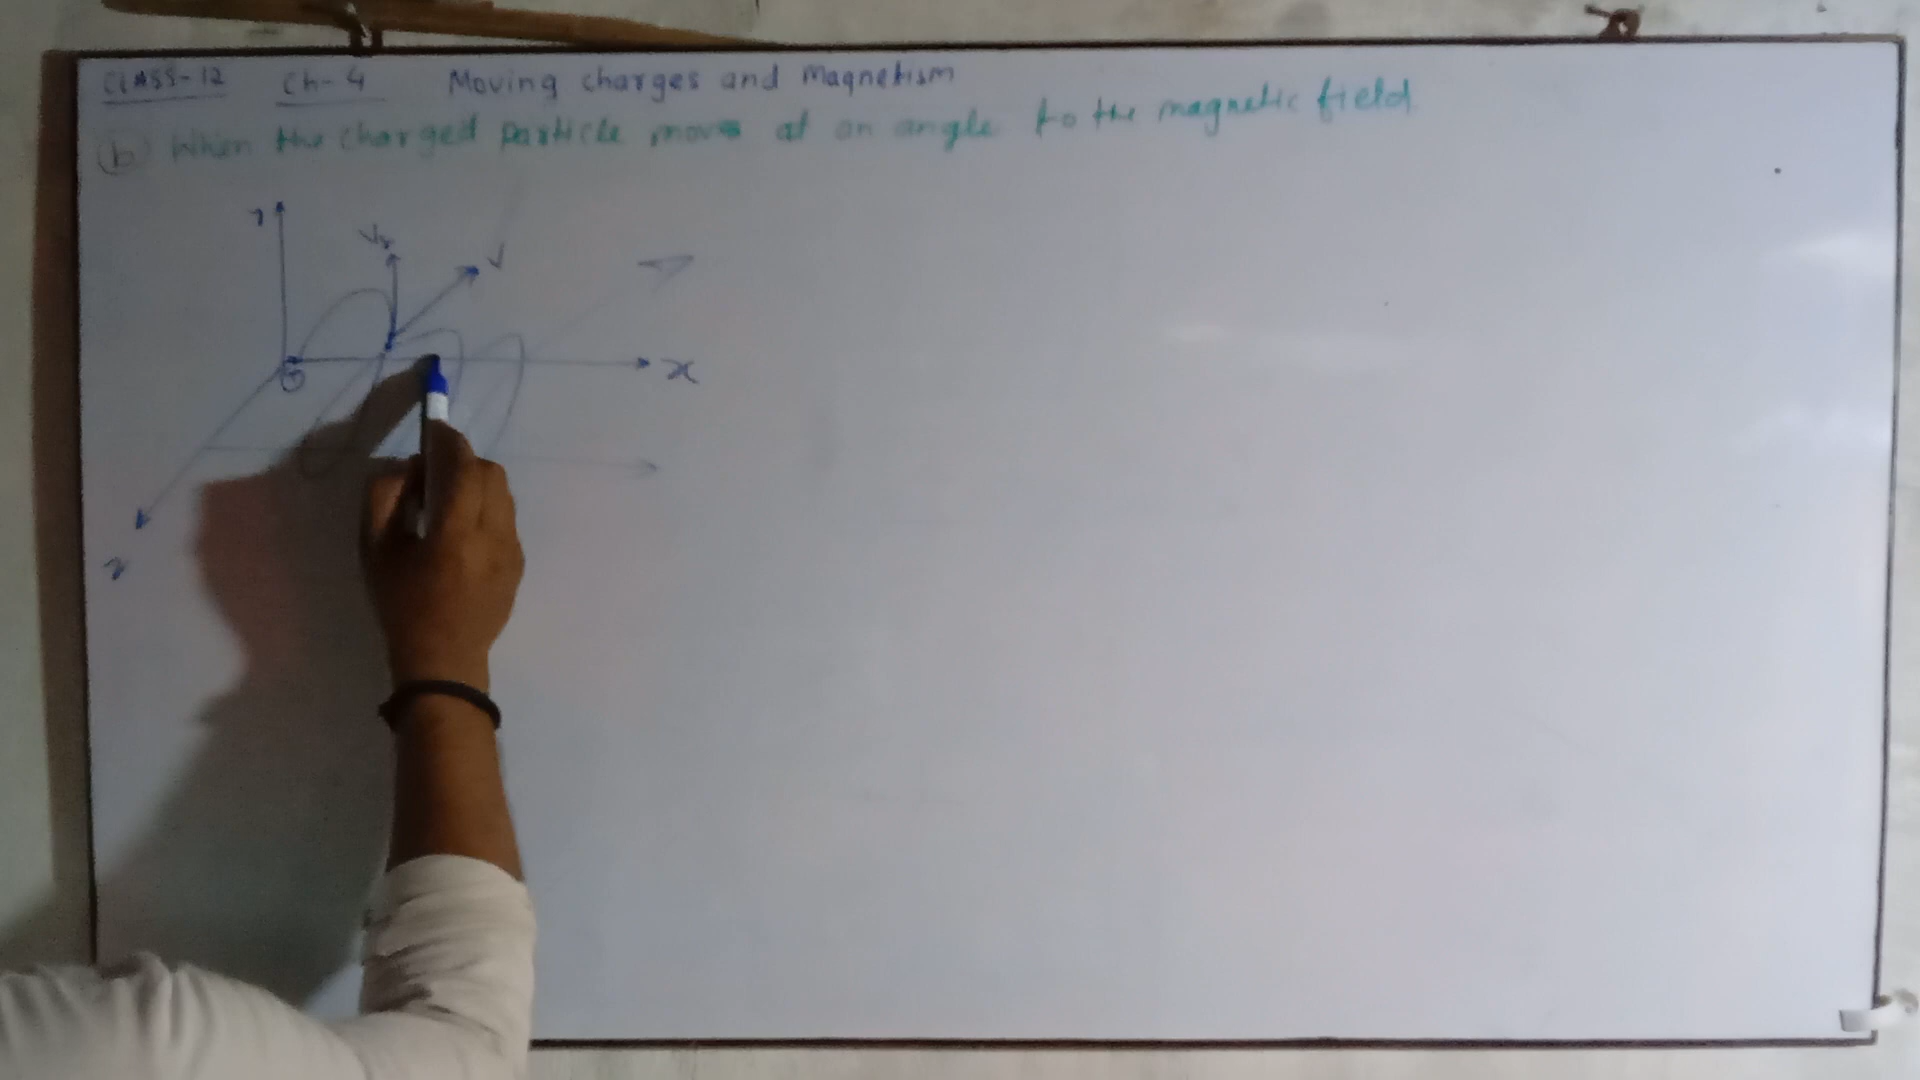 CLASS-12 Ch-4 Moving charges and Magnetism
(b) When the charged particle moves at an angle to the magnetic field
y
Vy
V
x
O
z